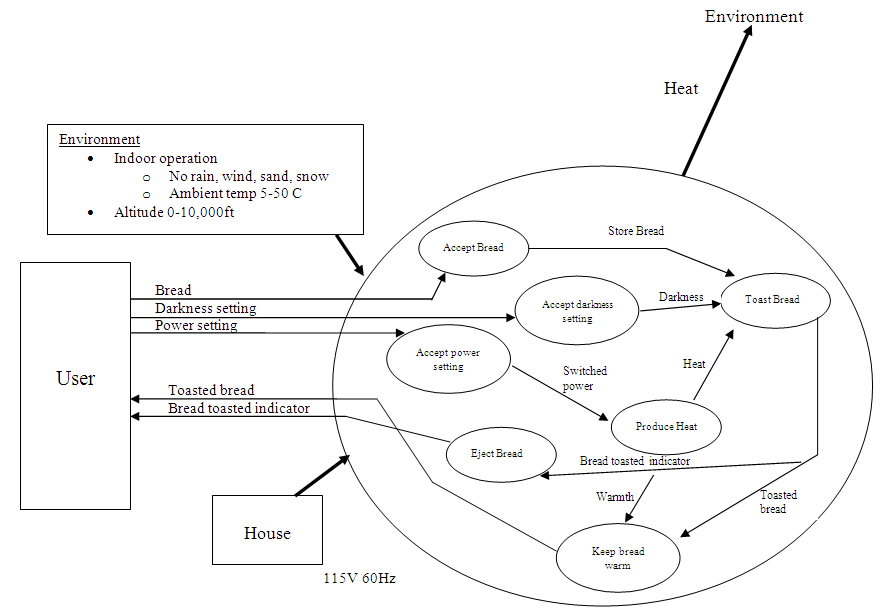 Environment
Heat
Environment
• Indoor operation
o No rain, wind, sand, snow
o Ambient temp 5-50 C
• Altitude 0-10,000ft
Store Bread
Accept Bread
Bread
Darkness setting
Power setting
Accept darkness
setting
Darkness
Toast Bread
User
Accept power
setting
Switched
power
Heat
Toasted bread
Bread toasted indicator
Produce Heat
Eject Bread
Bread toasted indicator
Warmth
Toasted
bread
House
Keep bread
warm
115V 60Hz